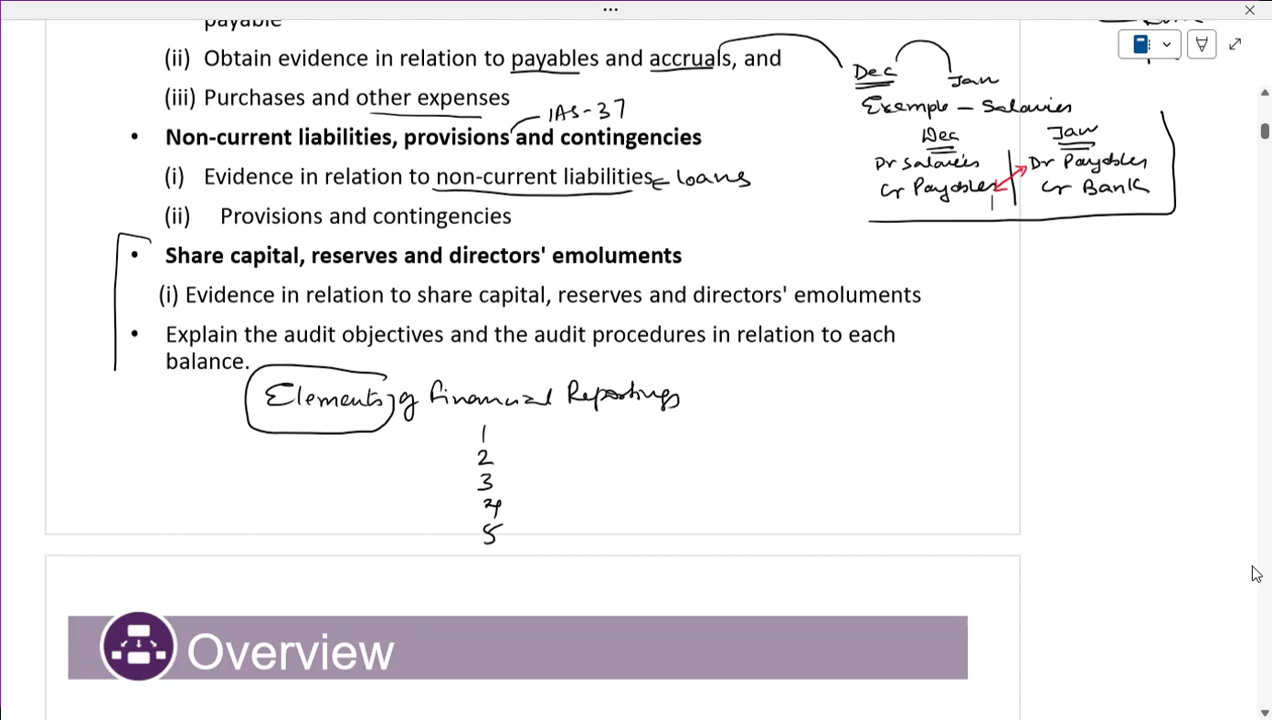 payable
(ii) Obtain evidence in relation to payables and accruals, and
(iii) Purchases and other expenses
IAS-37
• Non-current liabilities, provisions and contingencies
(i) Evidence in relation to non-current liabilities loans
(ii) Provisions and contingencies
• Share capital, reserves and directors' emoluments
(i) Evidence in relation to share capital, reserves and directors' emoluments
• Explain the audit objectives and the audit procedures in relation to each
balance.
Elements of Financial Reportings
1
2
3
4
5
Dec Jan
Exemple - Salaries
Dec Jan
Dr Salaries Dr Payables
Cr Payables Cr Bank
Overview